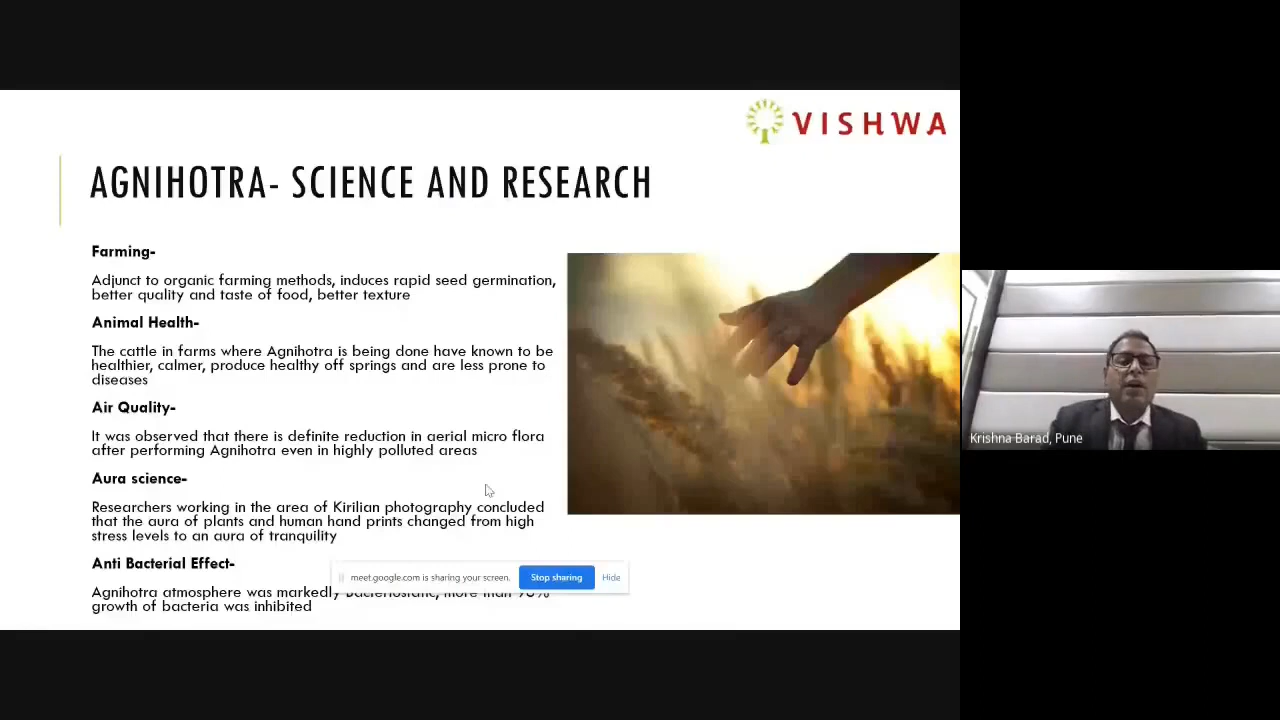 VISHWA
AGNIHOTRA- SCIENCE AND RESEARCH
Farming-
Adjunct to organic farming methods, induces rapid seed germination,
better quality and taste of food, better texture
Animal Health-
The cattle in farms where Agnihotra is being done have known to be
healthier, calmer, produce healthy off springs and are less prone to
diseases
Air Quality-
It was observed that there is definite reduction in aerial micro flora
after performing Agnihotra even in highly polluted areas
Aura science-
Researchers working in the area of Kirilian photography concluded
that the aura of plants and human hand prints changed from high
stress levels to an aura of tranquility
Anti Bacterial Effect-
meet.google.com is sharing your screen. Stop sharing Hide
Agnihotra atmosphere was markedly bacteriostatic, more than
growth of bacteria was inhibited
Krishna Barad, Pune